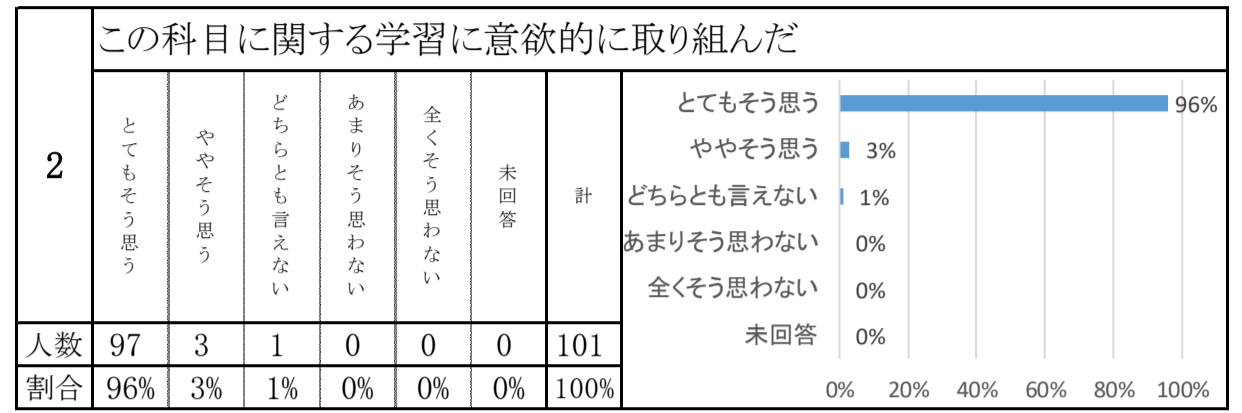 2
この科目に関する学習に意欲的に取り組んだ
とてもそう思う
ややそう思う
どちらとも言えない
あまりそう思わない
全くそう思わない
未回答
計
人数 97 3 1 0 0 0 101
割合 96% 3% 1% 0% 0% 0% 100%
とてもそう思う 96%
ややそう思う 3%
どちらとも言えない 1%
あまりそう思わない 0%
全くそう思わない 0%
未回答 0%
0% 20% 40% 60% 80% 100%